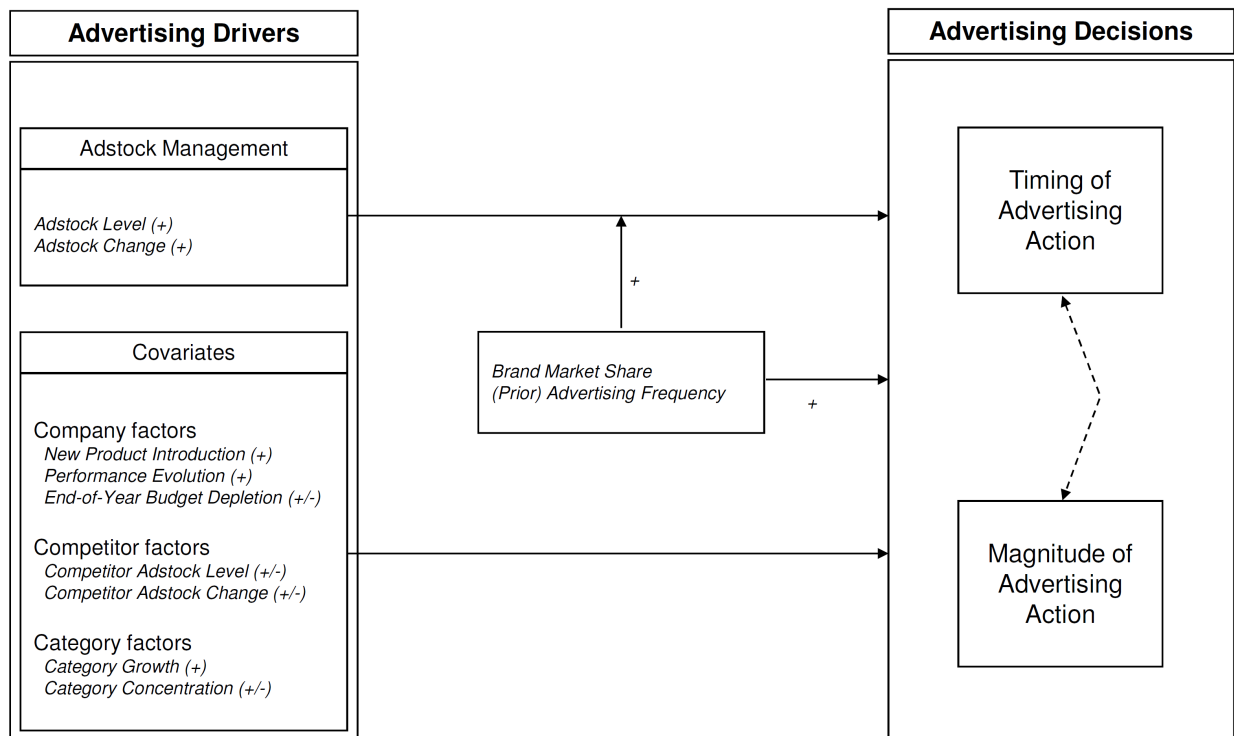 Advertising Drivers
Adstock Management
Adstock Level (+)
Adstock Change (+)
Covariates
Company factors
New Product Introduction (+)
Performance Evolution (+)
End-of-Year Budget Depletion (+/-)
Competitor factors
Competitor Adstock Level (+/-)
Competitor Adstock Change (+/-)
Category factors
Category Growth (+)
Category Concentration (+/-)
+
Brand Market Share
(Prior) Advertising Frequency
+
Advertising Decisions
Timing of
Advertising
Action
Magnitude of
Advertising
Action